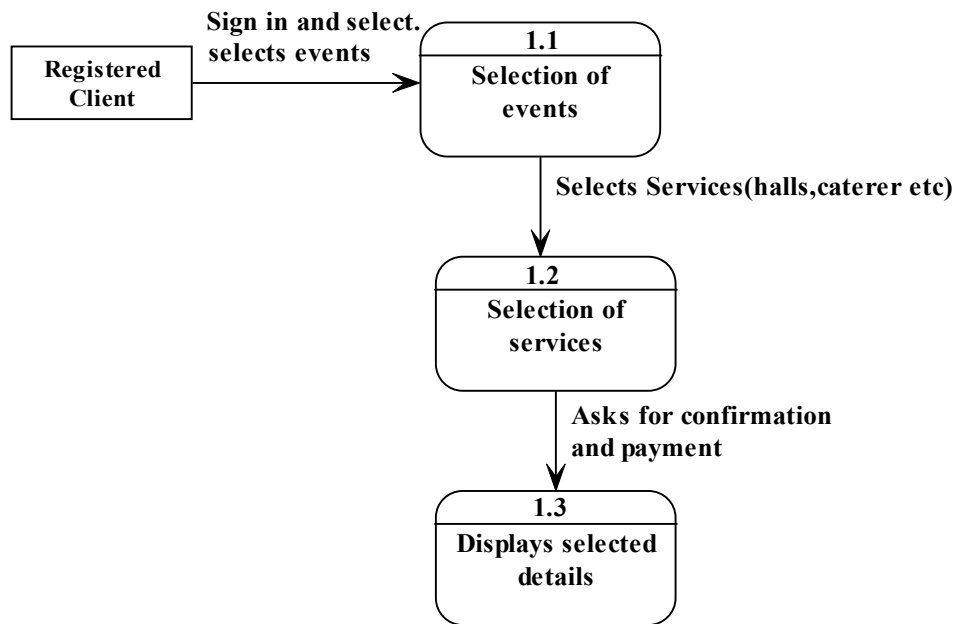 Sign in and select.
selects events
Registered
Client
1.1
Selection of
events
Selects Services(halls,caterer etc)
1.2
Selection of
services
Asks for confirmation
and payment
1.3
Displays selected
details